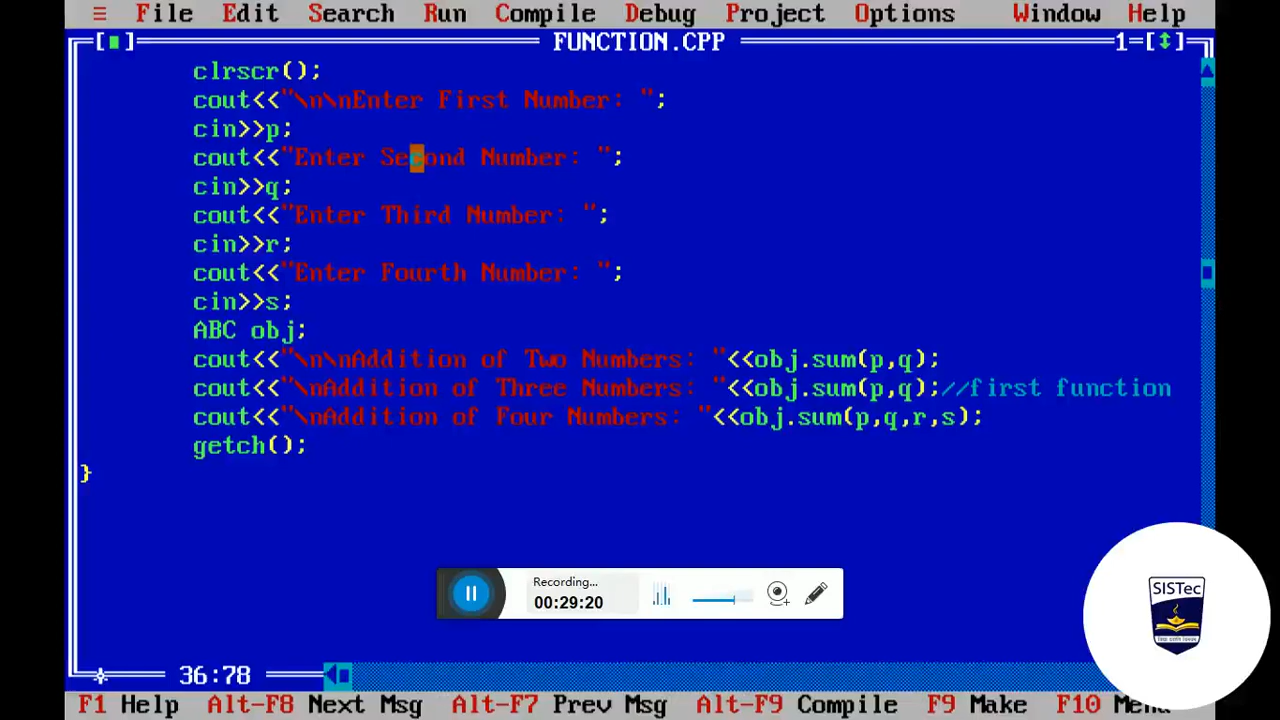 ≡ File Edit Search Run Compile Debug Project Options Window Help
[■] FUNCTION.CPP 1=[↕]
clrscr();
cout<<"\n\nEnter First Number: ";
cin>>p;
cout<<"Enter Second Number: ";
cin>>q;
cout<<"Enter Third Number: ";
cin>>r;
cout<<"Enter Fourth Number: ";
cin>>s;
ABC obj;
cout<<"\n\nAddition of Two Numbers: "<<obj.sum(p,q);
cout<<"\nAddition of Three Numbers: "<<obj.sum(p,q);//first function
cout<<"\nAddition of Four Numbers: "<<obj.sum(p,q,r,s);
getch();
}
Recording...
00:29:20
SISTec
36:78
F1 Help Alt-F8 Next Msg Alt-F7 Prev Msg Alt-F9 Compile F9 Make F10 Menu